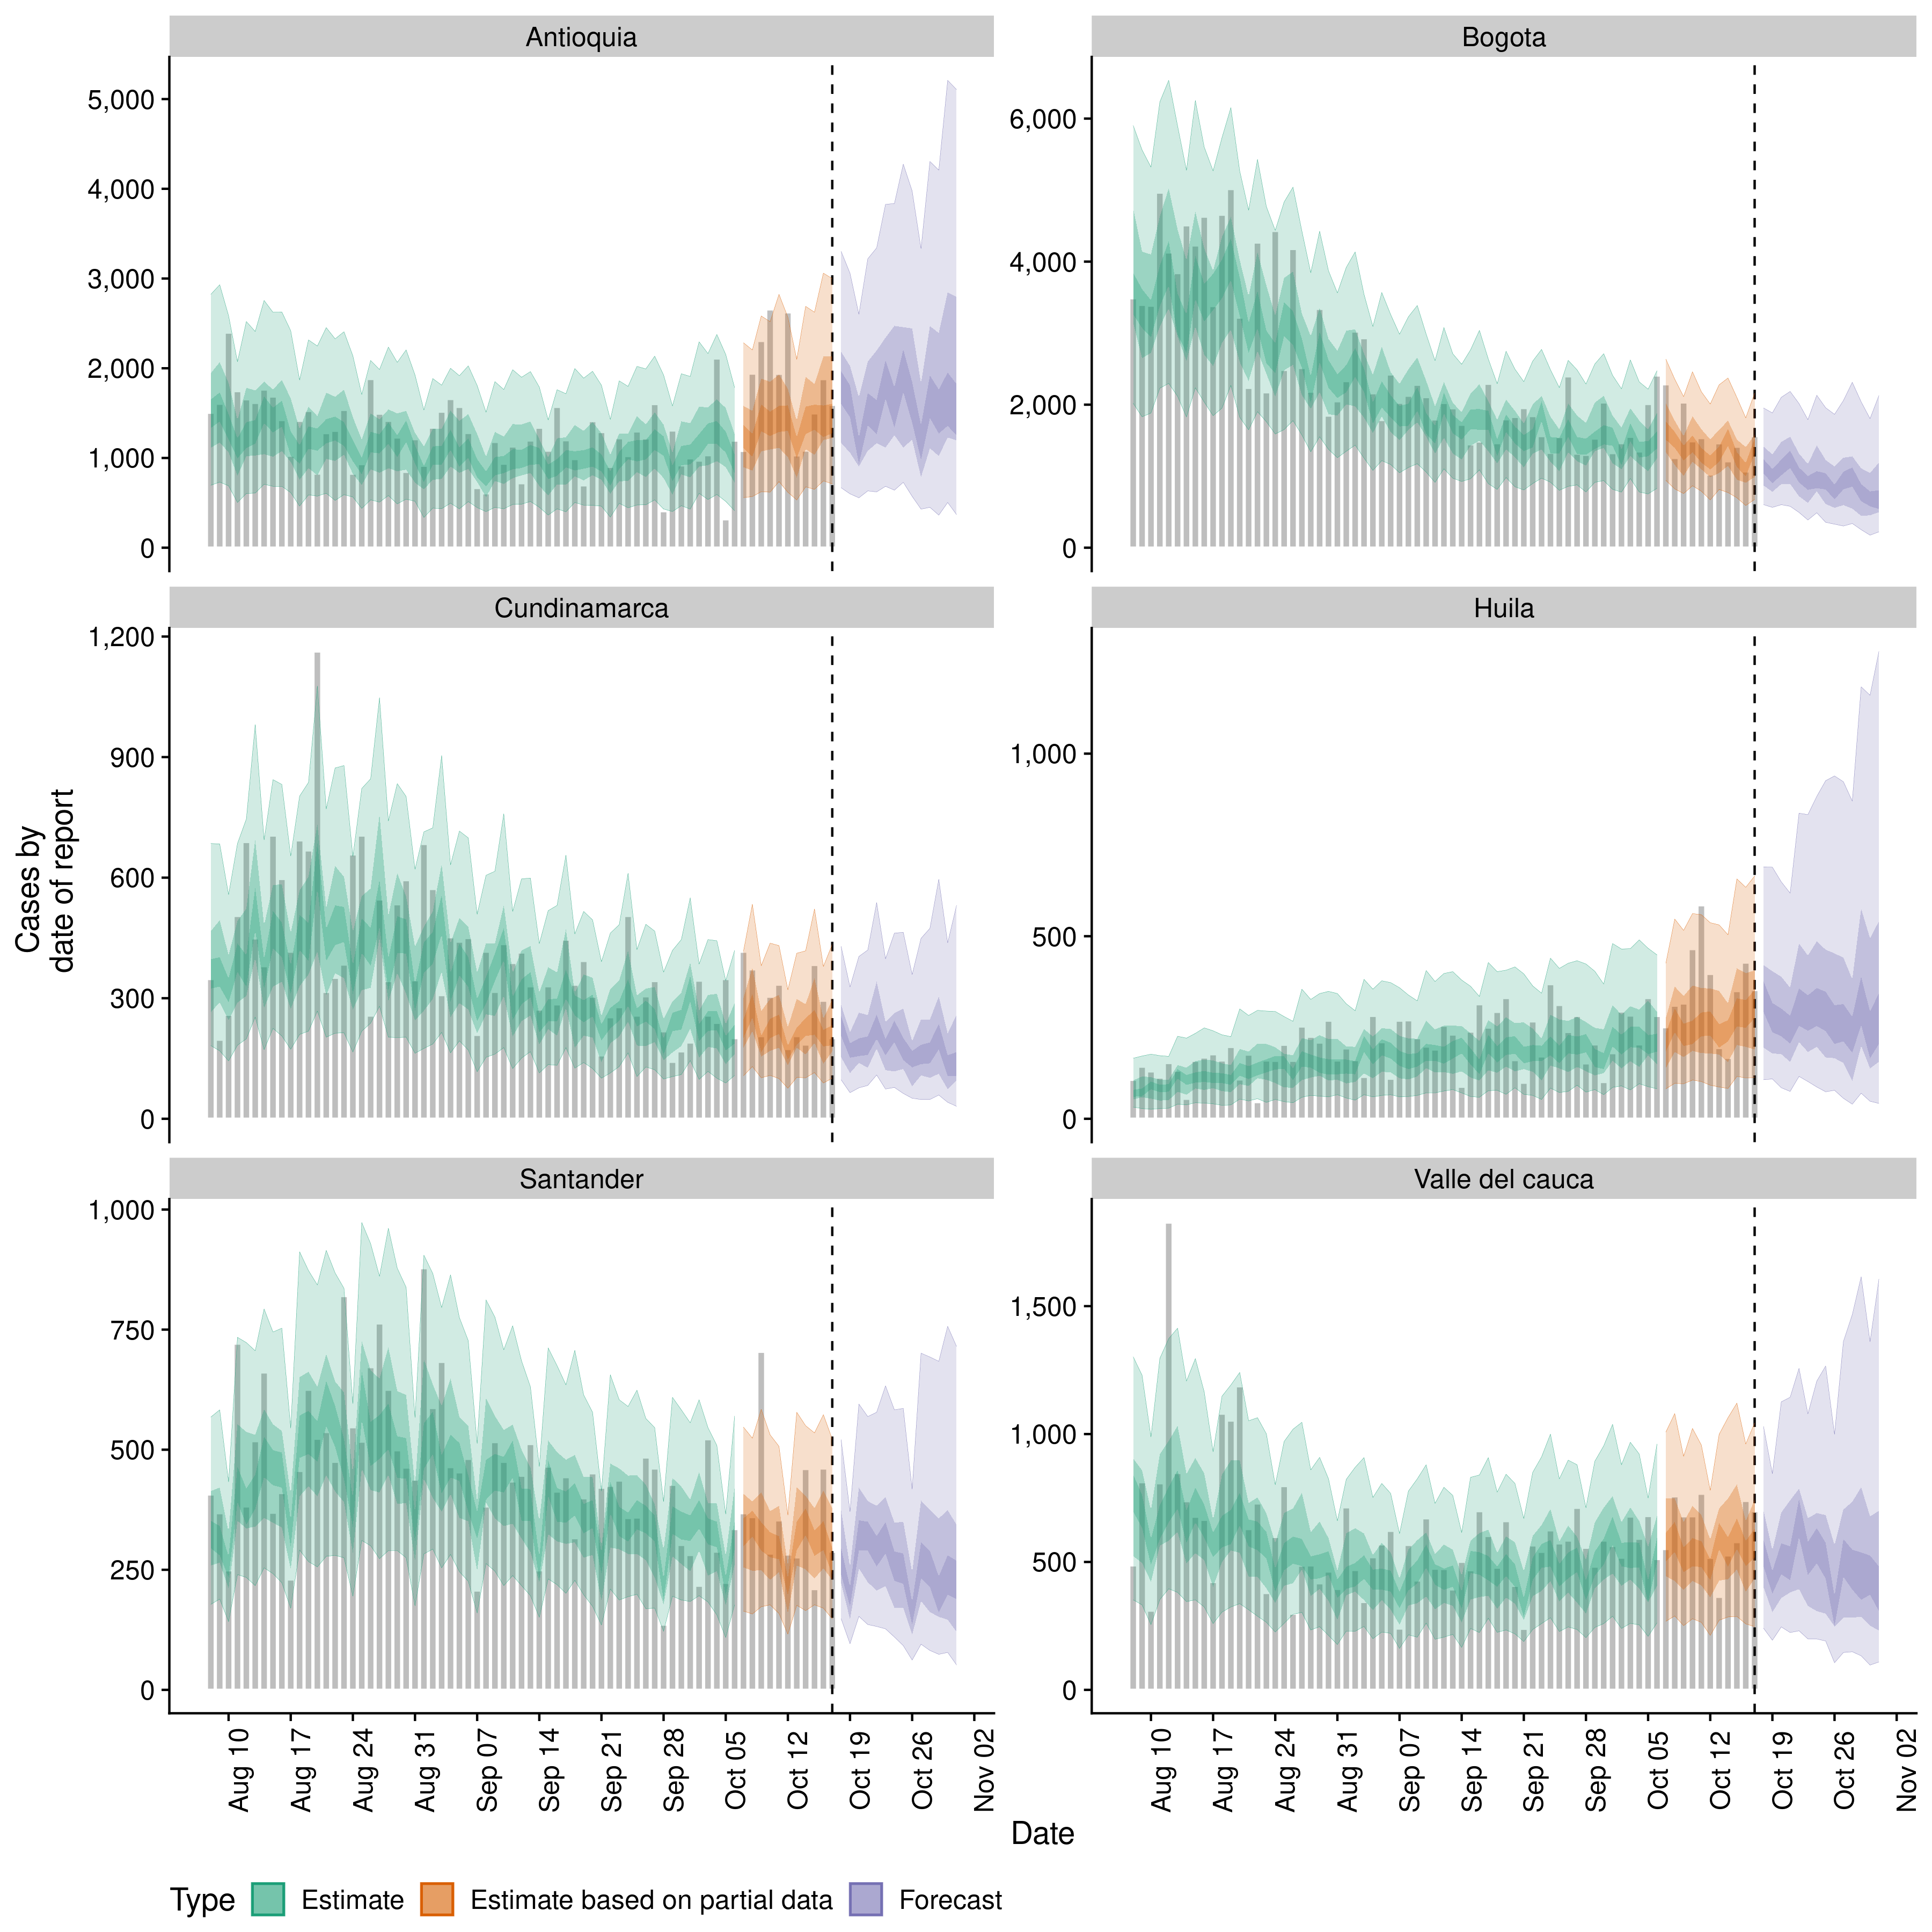 Antioquia
Bogota
5,000
4,000
3,000
2,000
1,000
0
6,000
4,000
2,000
0
Cundinamarca
Huila
1,200
900
600
300
0
1,000
500
0
Santander
Valle del cauca
1,000
750
500
250
0
1,500
1,000
500
0
Cases by
date of report
Aug 10
Aug 17
Aug 24
Aug 31
Sep 07
Sep 14
Sep 21
Sep 28
Oct 05
Oct 12
Oct 19
Oct 26
Nov 02
Aug 10
Aug 17
Aug 24
Aug 31
Sep 07
Sep 14
Sep 21
Sep 28
Oct 05
Oct 12
Oct 19
Oct 26
Nov 02
Date
Type Estimate Estimate based on partial data Forecast